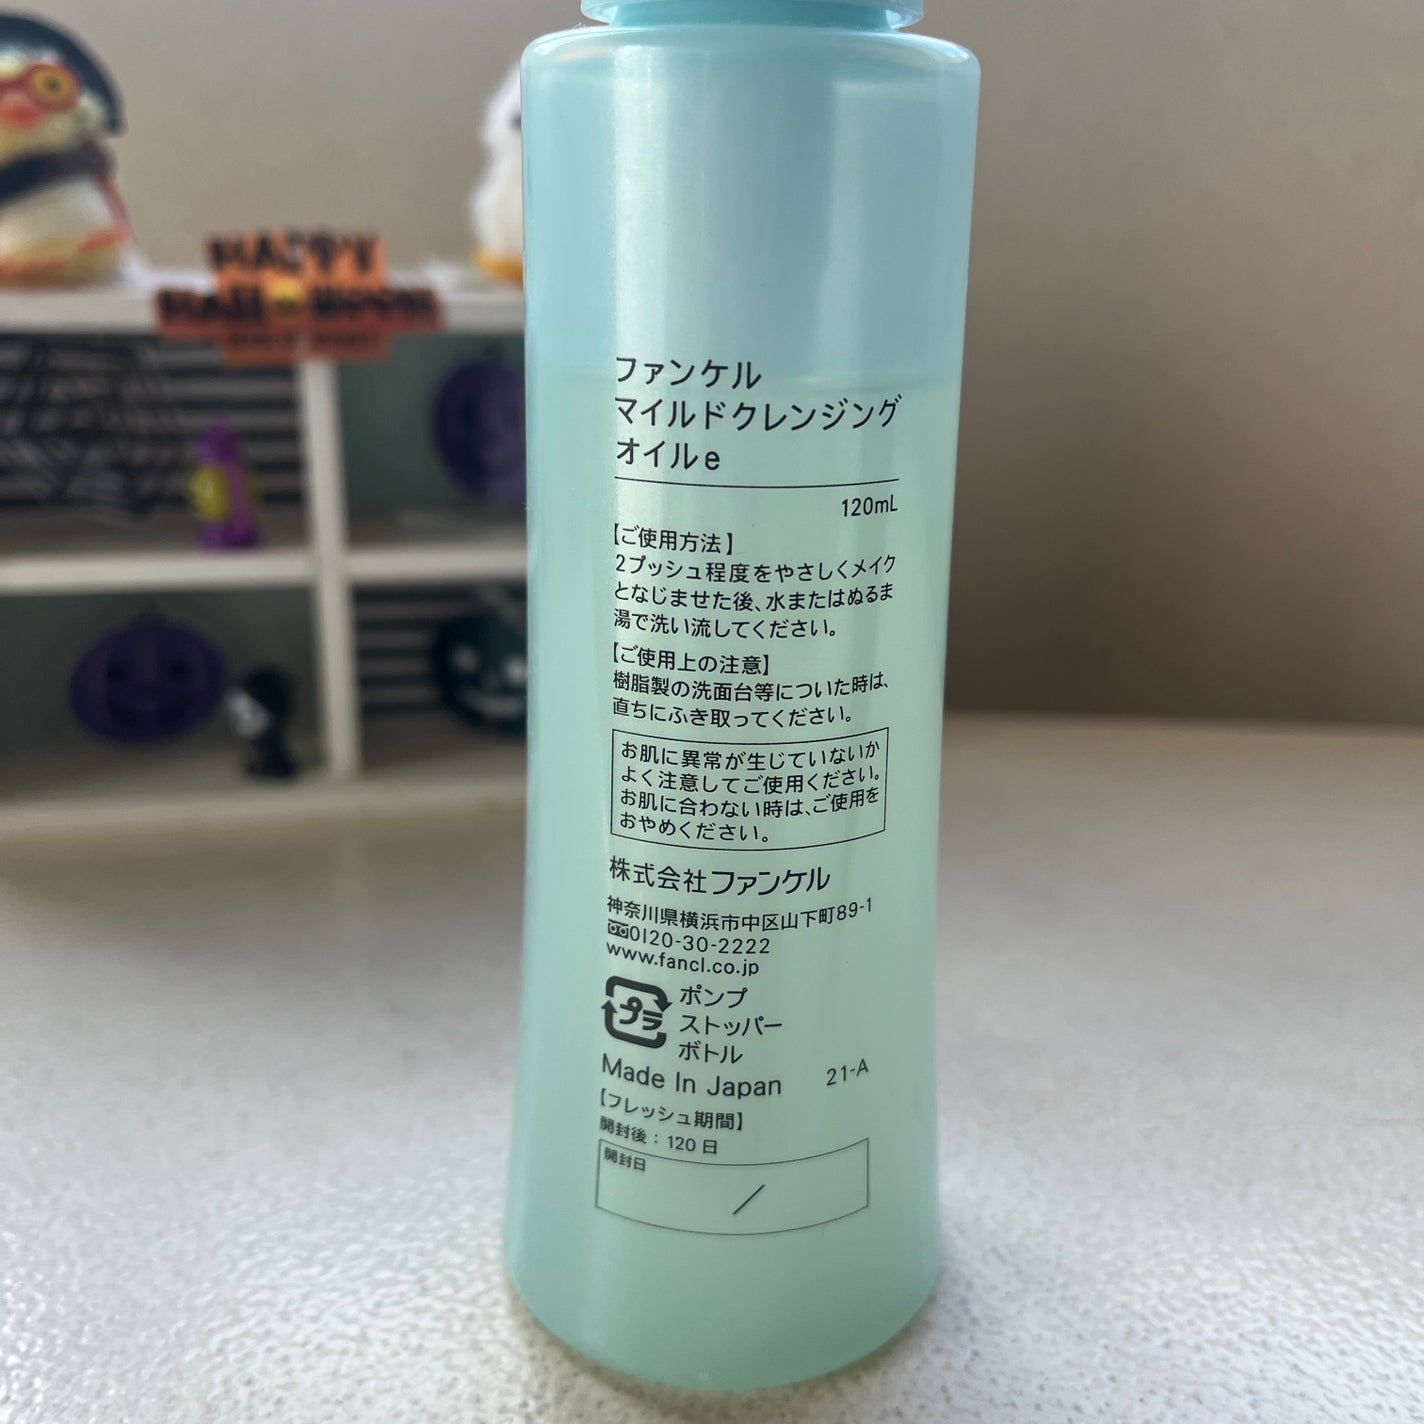 HAPPY
HALLOWEEN
ファンケル
マイルドクレンジング
オイルe
120mL
【ご使用方法】
2プッシュ程度をやさしくメイク
となじませた後、水またはぬるま
湯で洗い流してください。
【ご使用上の注意】
樹脂製の洗面台等についた時は、
直ちにふき取ってください。
お肌に異常が生じていないか
よく注意してご使用ください。
お肌に合わない時は、ご使用を
おやめください。
株式会社ファンケル
神奈川県横浜市中区山下町89-1
0120-30-2222
www.fancl.co.jp
プラ
ポンプ
ストッパー
ボトル
Made In Japan
21-A
【フレッシュ期間】
開封後：120日
開封日
／